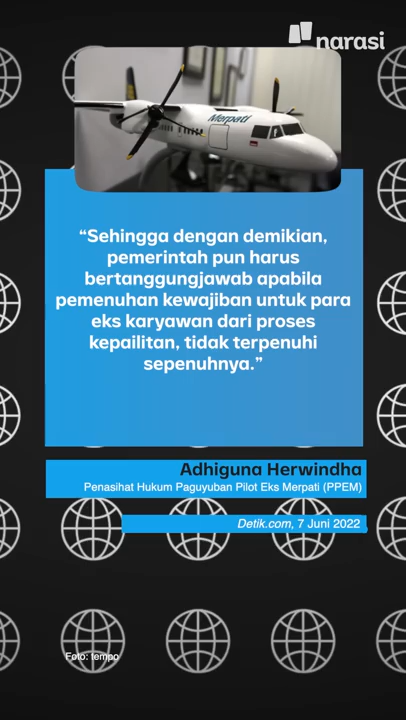 narasi
Merpati
“Sehingga dengan demikian,
pemerintah pun harus
bertanggungjawab apabila
pemenuhan kewajiban untuk para
eks karyawan dari proses
kepailitan, tidak terpenuhi
sepenuhnya.”
Adhiguna Herwindha
Penasihat Hukum Paguyuban Pilot Eks Merpati (PPEM)
Detik.com, 7 Juni 2022
Foto: tempo